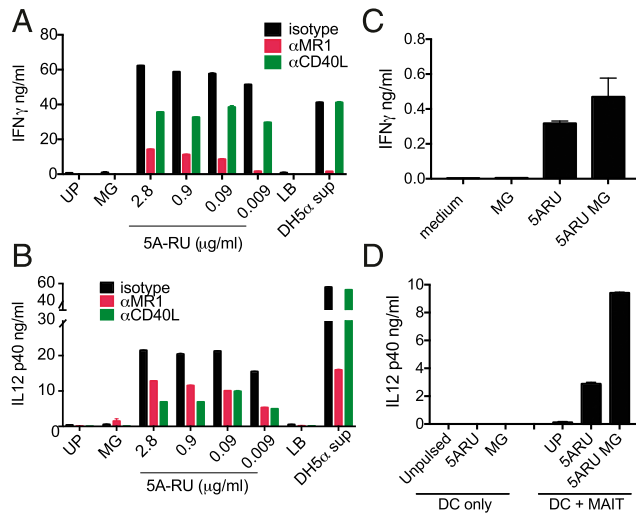 A
IFNγ ng/ml
80
60
40
20
0
isotype
αMR1
αCD40L
UP
MG
2.8
0.9
0.09
0.009
LB
DH5α sup
5A-RU (μg/ml)
B
IL12 p40 ng/ml
60
30
20
10
0
isotype
αMR1
αCD40L
UP
MG
2.8
0.9
0.09
0.009
LB
DH5α sup
5A-RU (μg/ml)
C
IFNγ ng/ml
0.8
0.6
0.4
0.2
0.0
medium
MG
5ARU
5ARU MG
D
IL12 p40 ng/ml
10
8
6
4
2
0
Unpulsed
5ARU
MG
UP
5ARU
5ARU MG
DC only
DC + MAIT